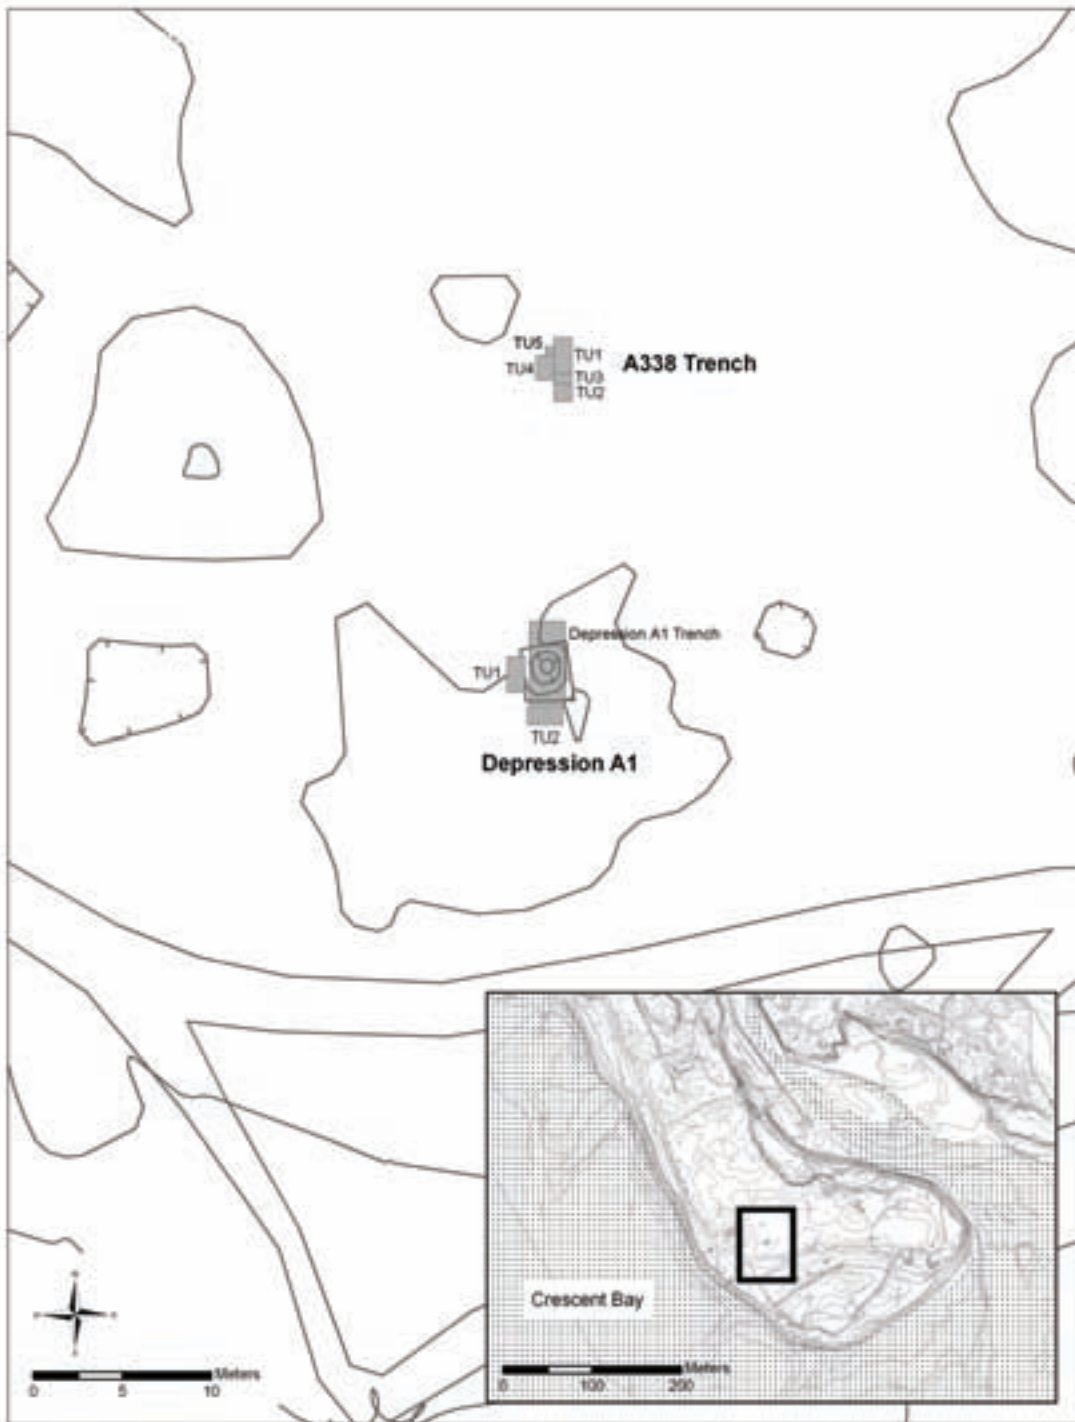 TU5
TU1
TU4
A338 Trench
TU3
TU2
Depression A1 Trench
TU1
TU2
Depression A1
Crescent Bay
Meters
0 5 10
Meters
0 100 200